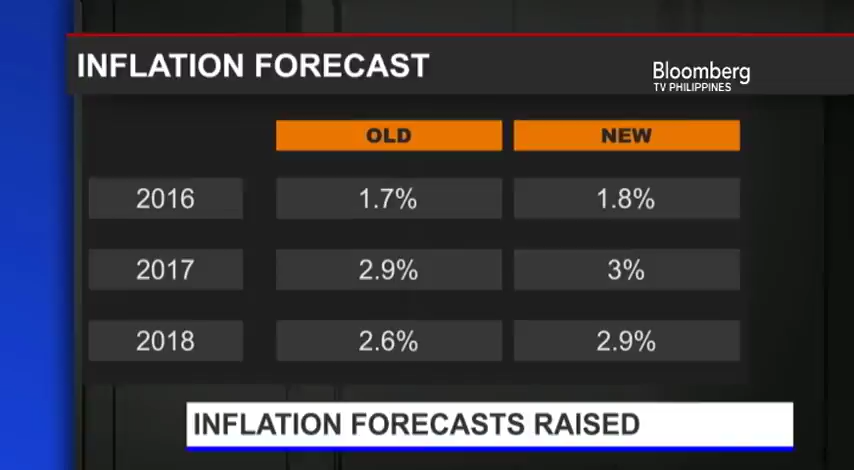 INFLATION FORECAST
Bloomberg
TV PHILIPPINES
OLD NEW
2016 1.7% 1.8%
2017 2.9% 3%
2018 2.6% 2.9%
INFLATION FORECASTS RAISED